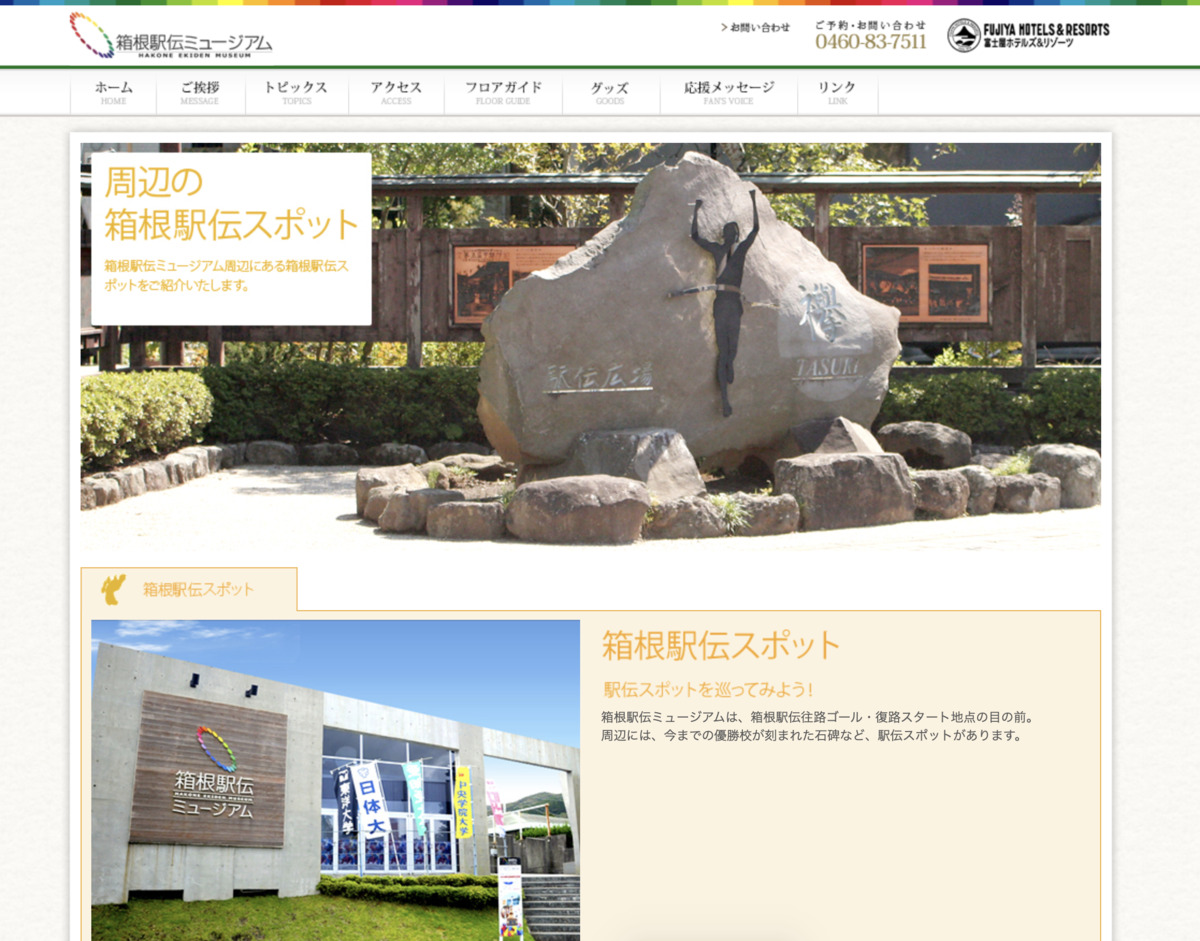 箱根駅伝ミュージアム
HAKONE EKIDEN MUSEUM
お問い合わせ
ご予約・お問い合わせ
0460-83-7511
FUJIYA HOTELS & RESORTS
富士屋ホテルズ&リゾーツ
ホーム
HOME
ご挨拶
MESSAGE
トピックス
TOPICS
アクセス
ACCESS
フロアガイド
FLOOR GUIDE
グッズ
GOODS
応援メッセージ
FAN'S VOICE
リンク
LINK
周辺の
箱根駅伝スポット
箱根駅伝ミュージアム周辺にある箱根駅伝ス
ポットをご紹介いたします。
襷
TASUKI
駅伝広場
箱根駅伝スポット
箱根駅伝スポット
駅伝スポットを巡ってみよう!
箱根駅伝ミュージアムは、箱根駅伝往路ゴール・復路スタート地点の目の前。
周辺には、今までの優勝校が刻まれた石碑など、駅伝スポットがあります。
箱根駅伝
HAKONE EKIDEN MUSEUM
ミュージアム
東洋大学
日体大
中央学院大学